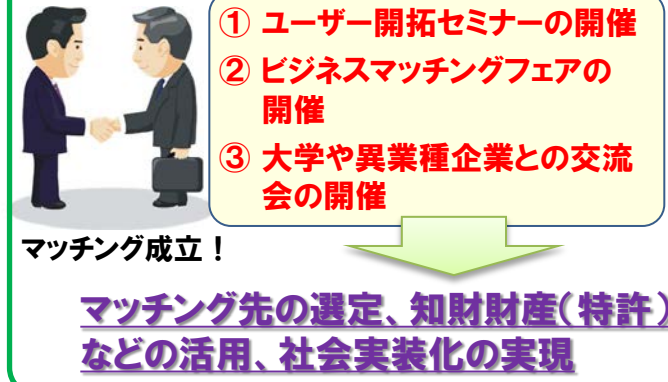 ① ユーザー開拓セミナーの開催
② ビジネスマッチングフェアの
開催
③ 大学や異業種企業との交流
会の開催
マッチング成立！
マッチング先の選定、知財財産(特許)
などの活用、社会実装化の実現